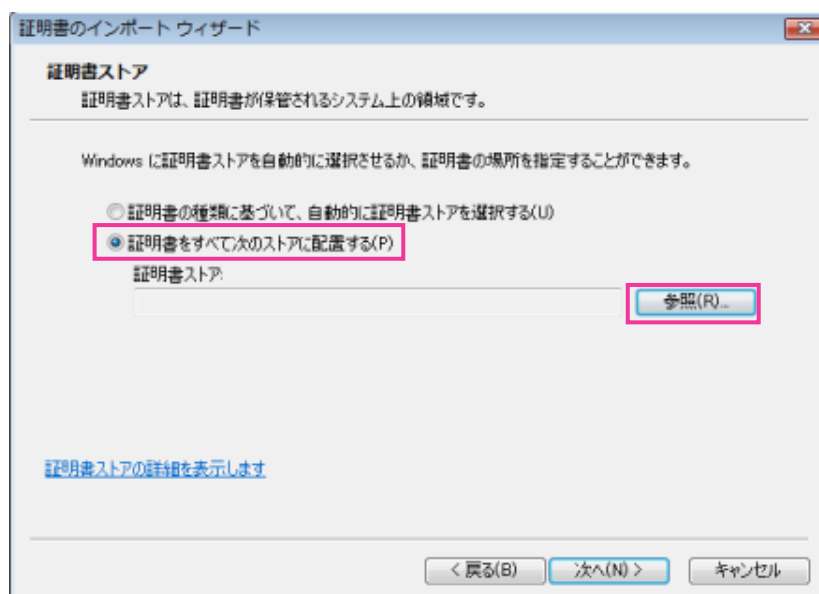 証明書のインポート ウィザード
証明書ストア
証明書ストアは、証明書が保管されるシステム上の領域です。
Windows に証明書ストアを自動的に選択させるか、証明書の場所を指定することができます。
証明書の種類に基づいて、自動的に証明書ストアを選択する(U)
証明書をすべて次のストアに配置する(P)
証明書ストア:
参照(R)...
証明書ストアの詳細を表示します
< 戻る(B)
次へ(N) >
キャンセル